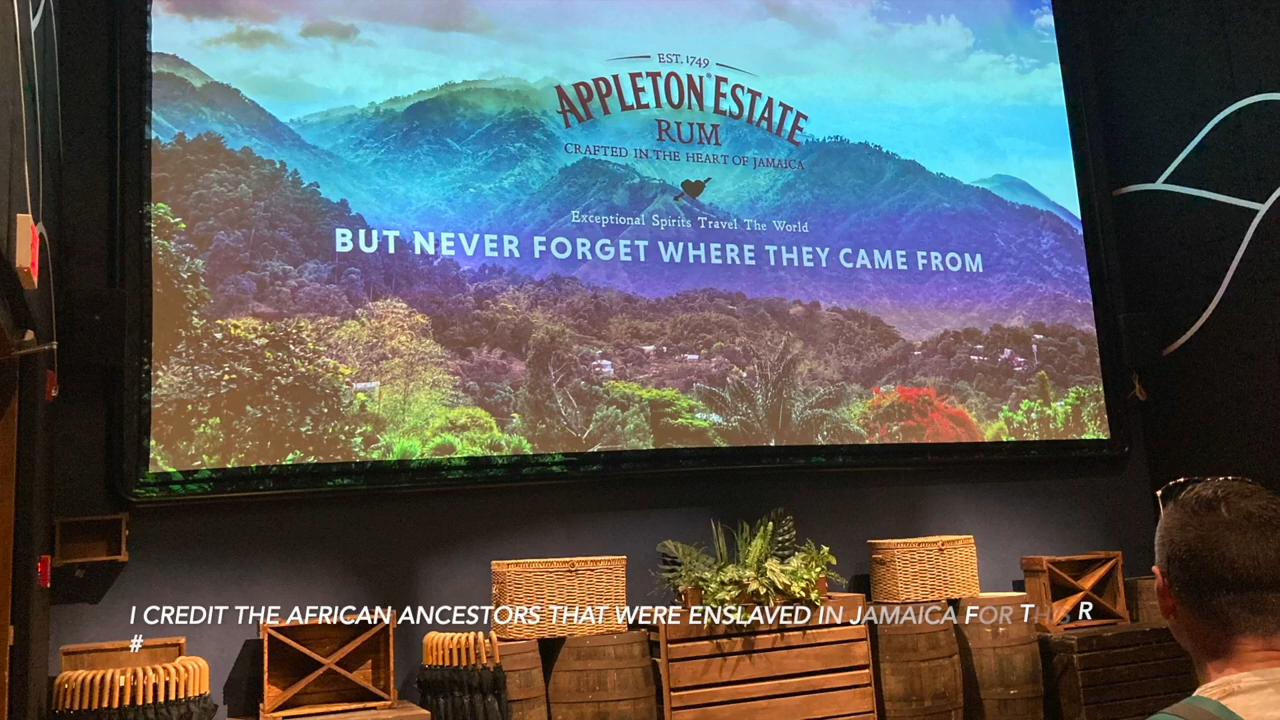 EST. 1749
APPLETON® ESTATE
RUM
CRAFTED IN THE HEART OF JAMAICA
Exceptional Spirits Travel The World
BUT NEVER FORGET WHERE THEY CAME FROM
I CREDIT THE AFRICAN ANCESTORS THAT WERE ENSLAVED IN JAMAICA FOR THIS R
#